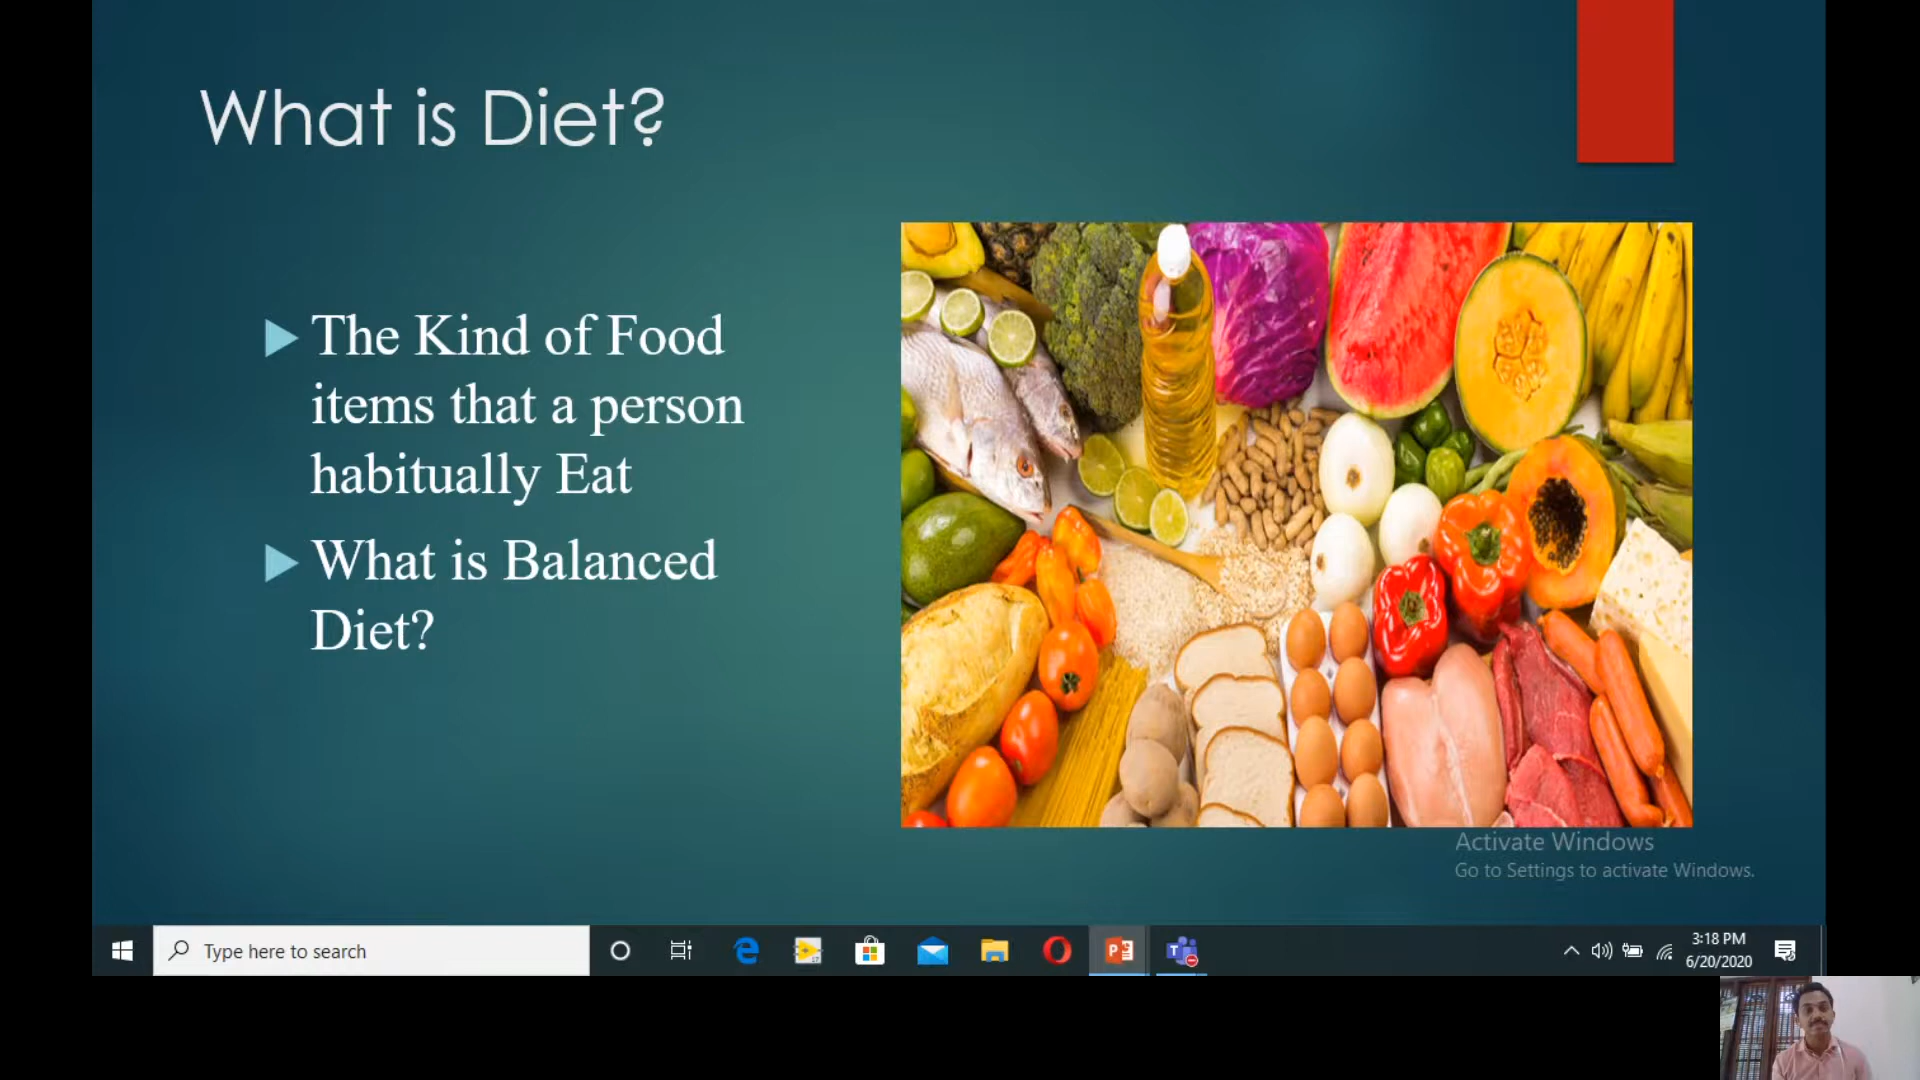 What is Diet?
The Kind of Food
items that a person
habitually Eat
What is Balanced
Diet?
Activate Windows
Go to Settings to activate Windows.
Type here to search
3:18 PM
6/20/2020